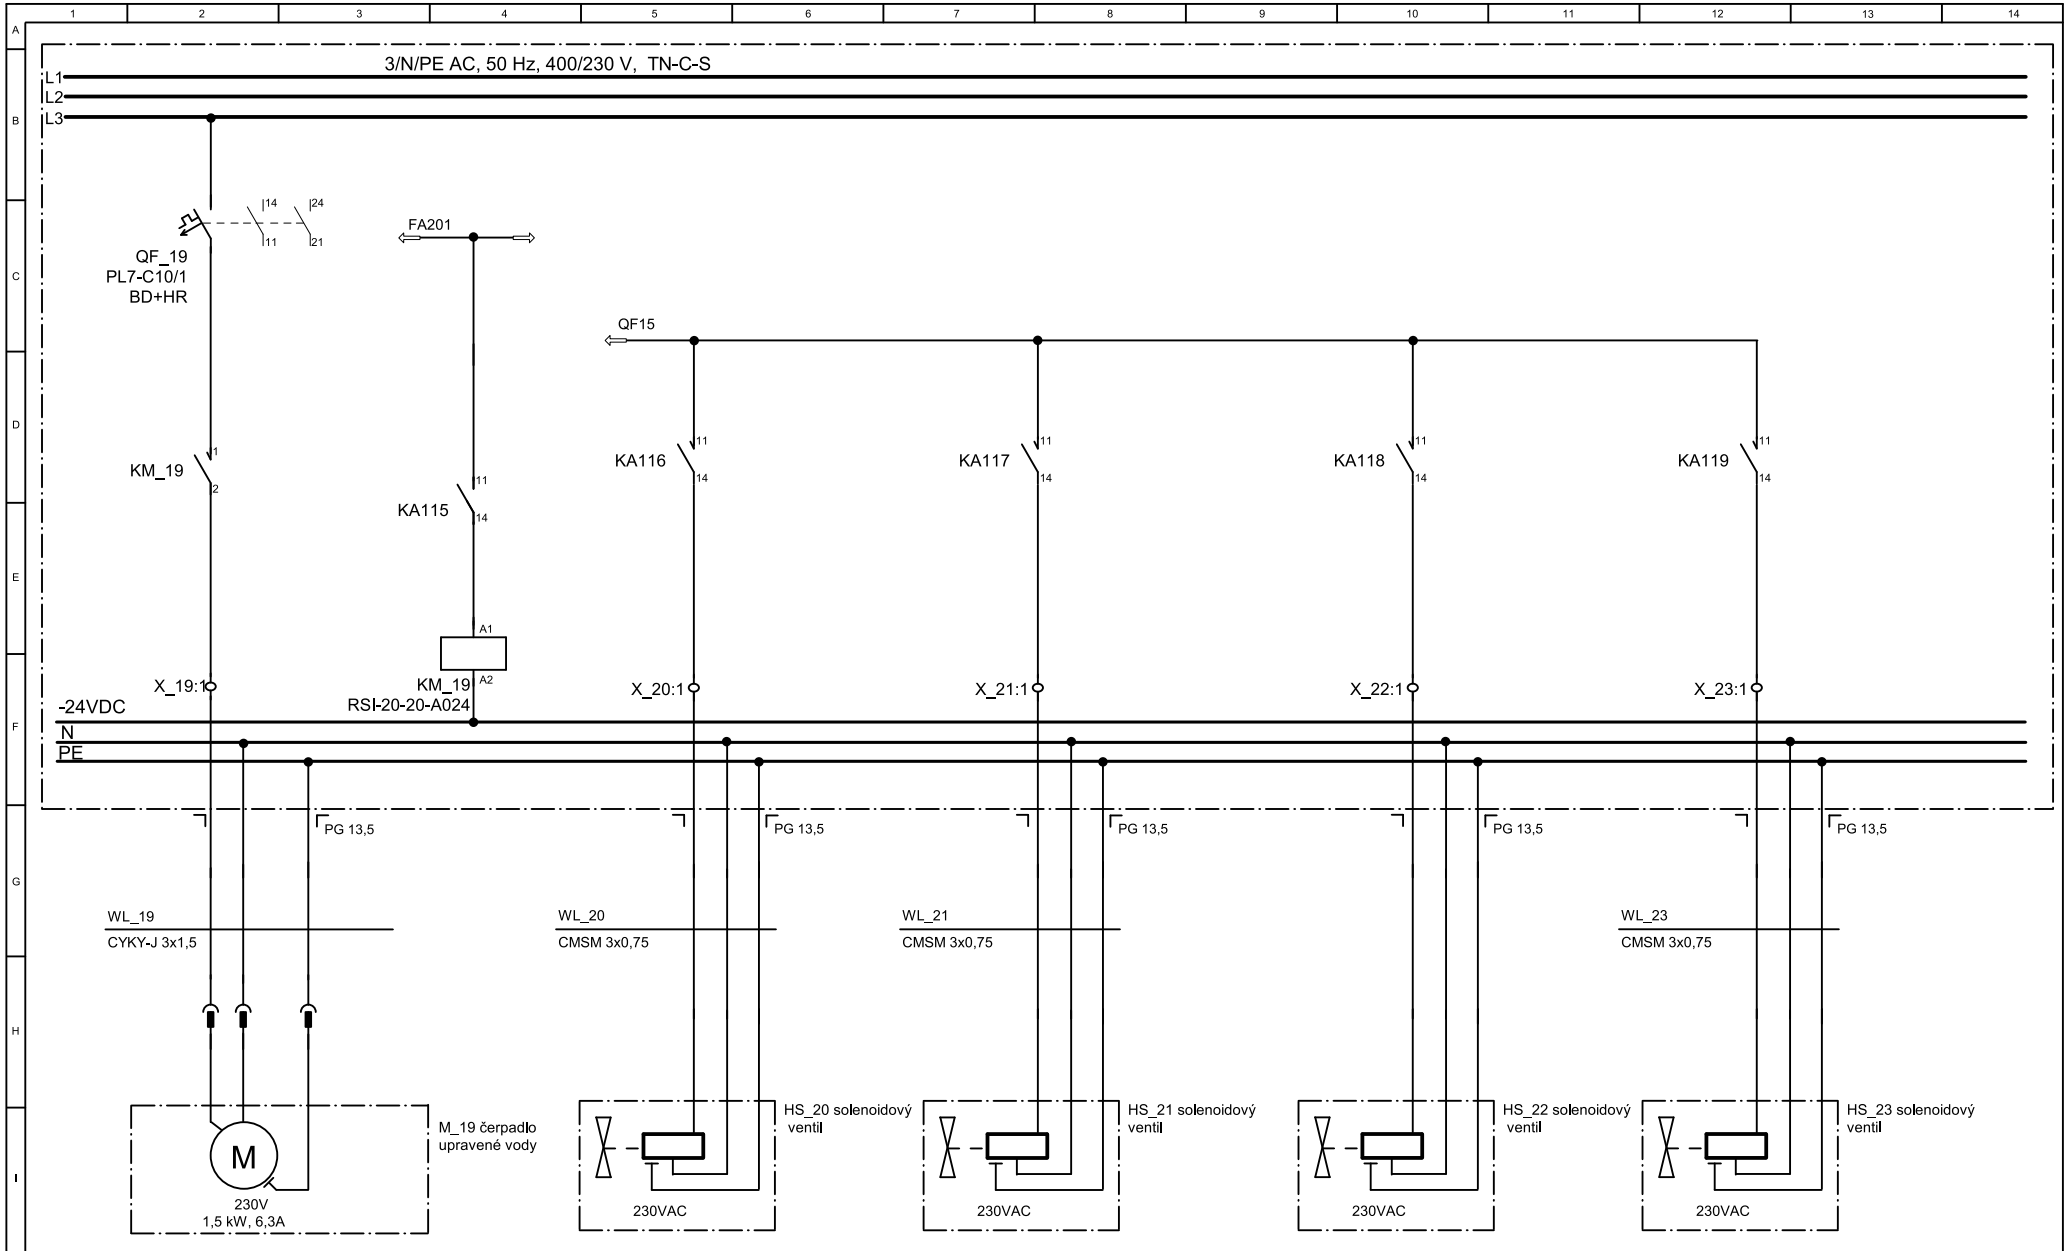 1 2 3 4 5 6 7 8 9 10 11 12 13 14
A
3/N/PE AC, 50 Hz, 400/230 V, TN-C-S
L1
L2
L3
B
14 24
11 21
FA201
QF_19
PL7-C10/1
BD+HR
C
QF15
D
1
KM_19
2
11
KA115
14
11
KA116
14
11
KA117
14
11
KA118
14
11
KA119
14
E
A1
KM_19 A2
RSI-20-20-A024
X_19:1
X_20:1
X_21:1
X_22:1
X_23:1
-24VDC
F
N
PE
PG 13,5
PG 13,5
PG 13,5
PG 13,5
PG 13,5
G
WL_19
CYKY-J 3x1,5
WL_20
CMSM 3x0,75
WL_21
CMSM 3x0,75
WL_23
CMSM 3x0,75
H
I
M
230V
1,5 kW, 6,3A
M_19 čerpadlo
upravené vody
HS_20 solenoidový
ventil
230VAC
HS_21 solenoidový
ventil
230VAC
HS_22 solenoidový
ventil
230VAC
HS_23 solenoidový
ventil
230VAC